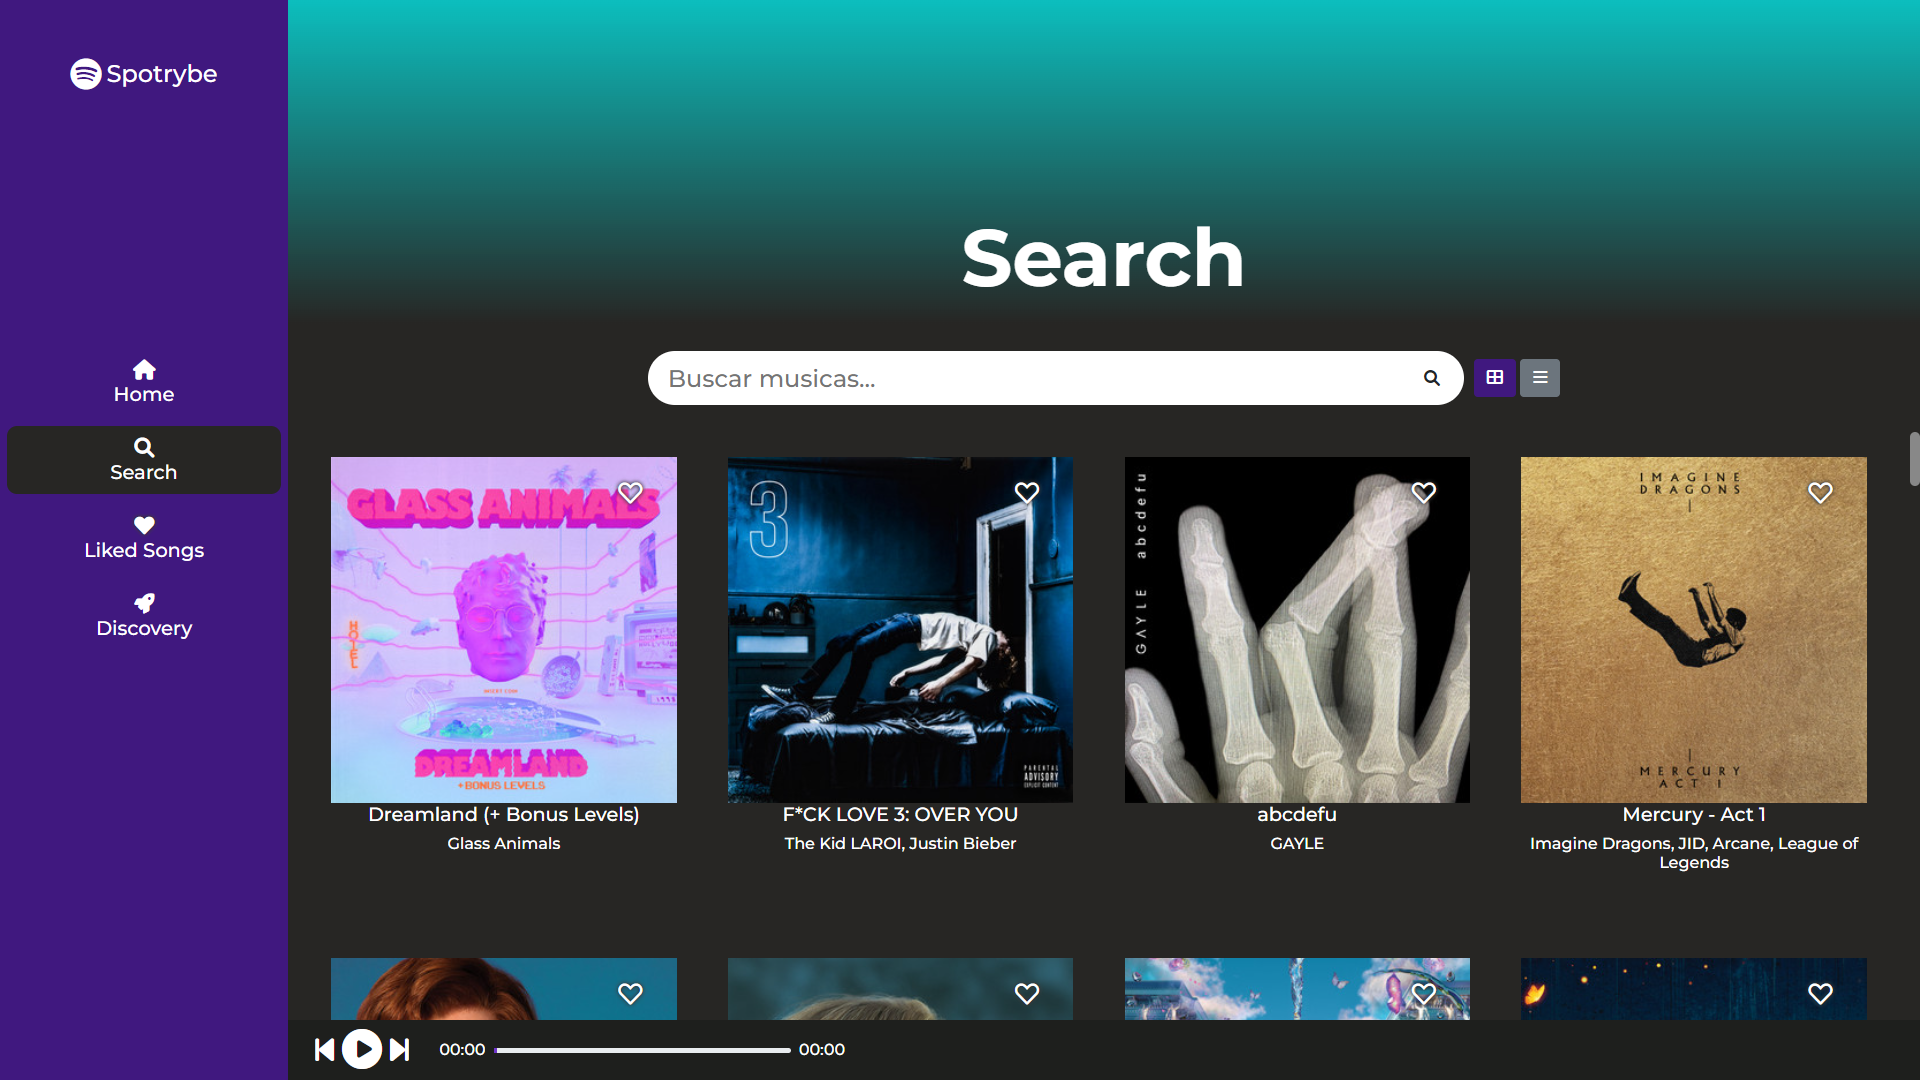 Spotrybe
Search
Buscar musicas...
Home
Search
Liked Songs
Discovery
GLASS ANIMALS
HOTEL
DREAMLAND
+BONUS LEVELS
Dreamland (+ Bonus Levels)
Glass Animals
3
PARENTAL
ADVISORY
EXPLICIT CONTENT
F*CK LOVE 3: OVER YOU
The Kid LAROI, Justin Bieber
GAYLE abcdefu
abcdefu
GAYLE
IMAGINE
DRAGONS
MERCURY
ACT I
Mercury - Act 1
Imagine Dragons, JID, Arcane, League of
Legends
00:00
00:00